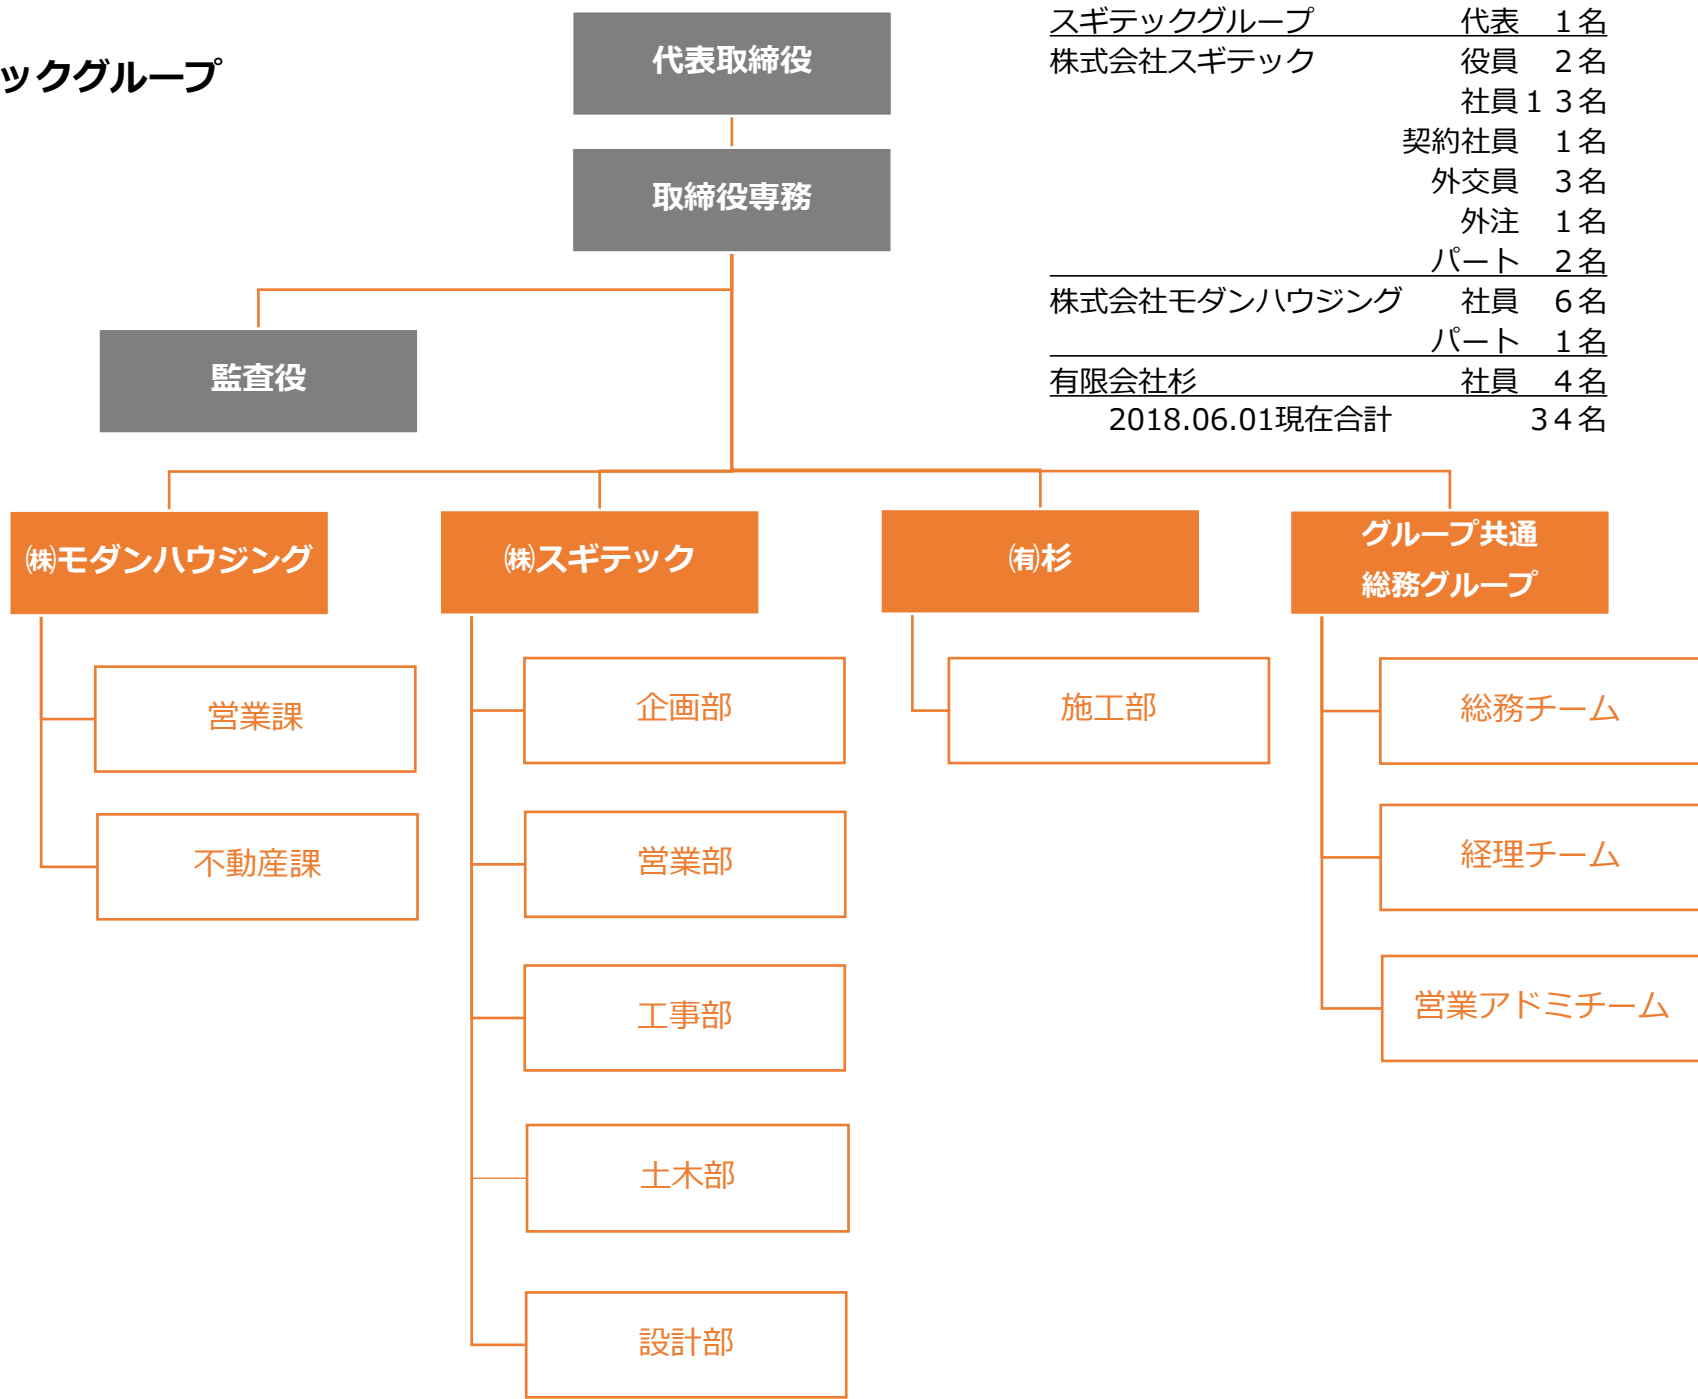 ックグループ
代表取締役
取締役専務
監査役
スギテックグループ 代表 1名
株式会社スギテック 役員 2名
社員13名
契約社員 1名
外交員 3名
外注 1名
パート 2名
株式会社モダンハウジング 社員 6名
パート 1名
有限会社杉 社員 4名
2018.06.01現在合計 34名
㈱モダンハウジング
営業課
不動産課
㈱スギテック
企画部
営業部
工事部
土木部
設計部
㈲杉
施工部
グループ共通
総務グループ
総務チーム
経理チーム
営業アドミチーム